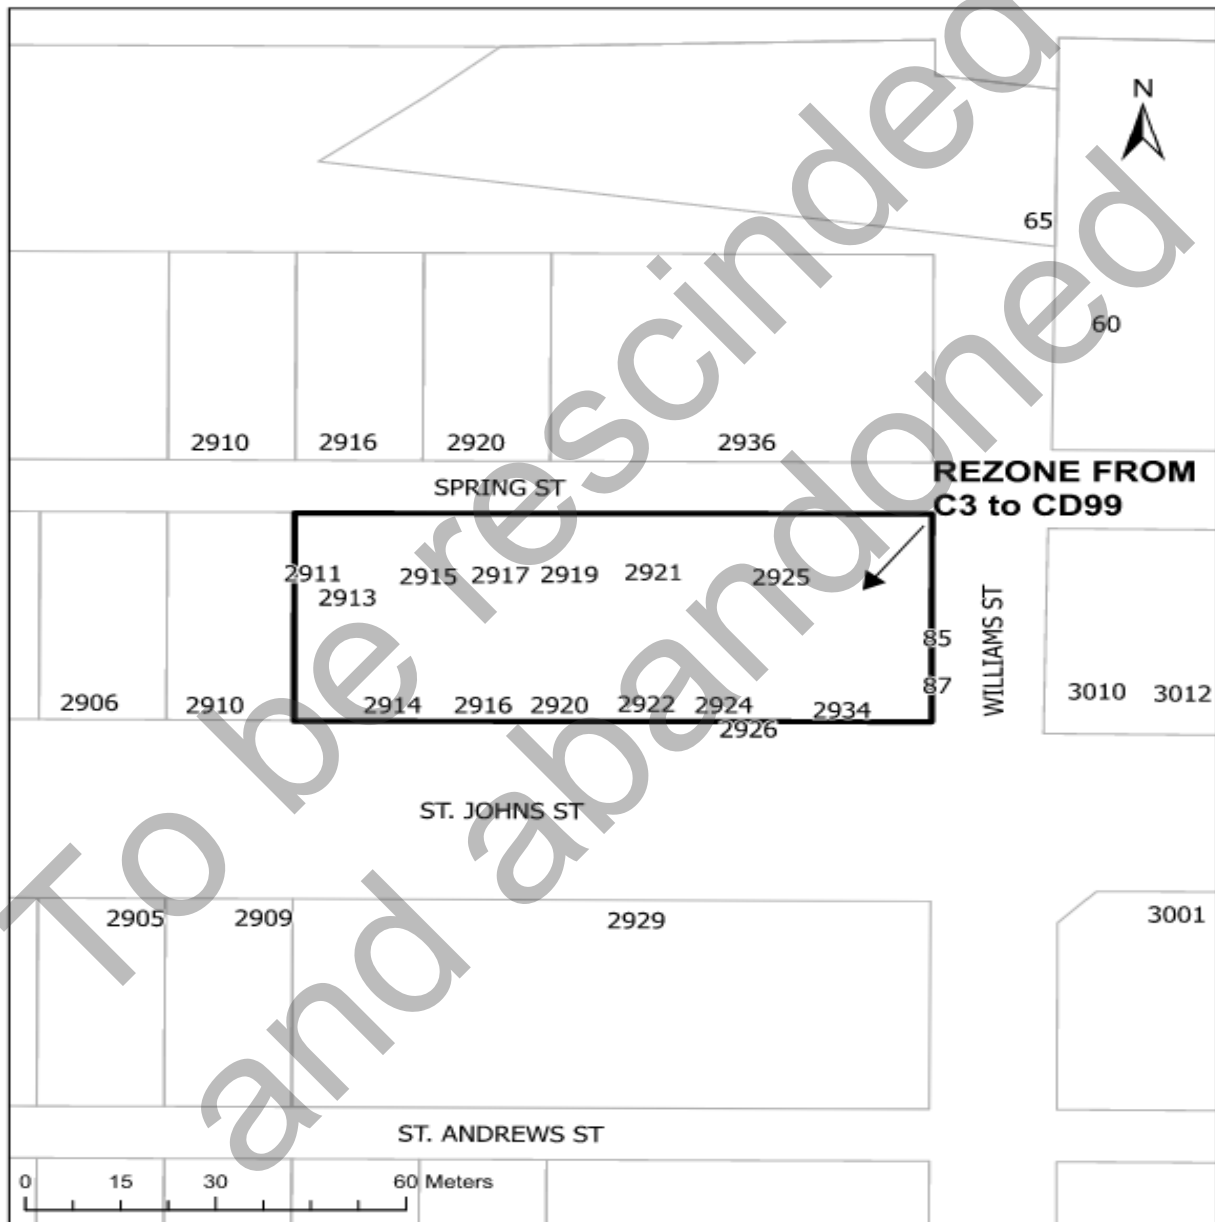 N
65
60
2910 2916 2920 2936
SPRING ST
REZONE FROM
C3 to CD99
2911 2915 2917 2919 2921 2925
2913
85
87
WILLIAMS ST
2906 2910 2914 2916 2920 2922 2924 2934 3010 3012
2926
ST. JOHNS ST
2905 2909 2929 3001
ST. ANDREWS ST
0 15 30 60 Meters
To be rescinded
and abandoned